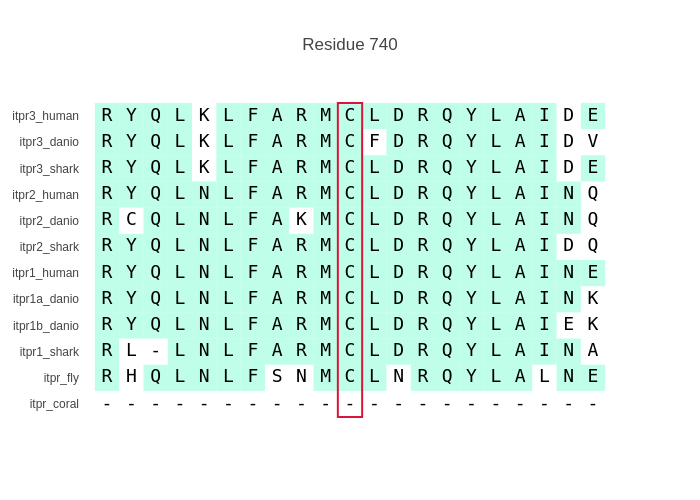 Residue 740
itpr3_human R Y Q L K L F A R M C L D R Q Y L A I D E
itpr3_danio R Y Q L K L F A R M C F D R Q Y L A I D V
itpr3_shark R Y Q L K L F A R M C L D R Q Y L A I D E
itpr2_human R Y Q L N L F A R M C L D R Q Y L A I N Q
itpr2_danio R C Q L N L F A K M C L D R Q Y L A I N Q
itpr2_shark R Y Q L N L F A R M C L D R Q Y L A I D Q
itpr1_human R Y Q L N L F A R M C L D R Q Y L A I N E
itpr1a_danio R Y Q L N L F A R M C L D R Q Y L A I N K
itpr1b_danio R Y Q L N L F A R M C L D R Q Y L A I E K
itpr1_shark R L - L N L F A R M C L D R Q Y L A I N A
itpr_fly R H Q L N L F S N M C L N R Q Y L A L N E
itpr_coral - - - - - - - - - - - - - - - - - - - - -